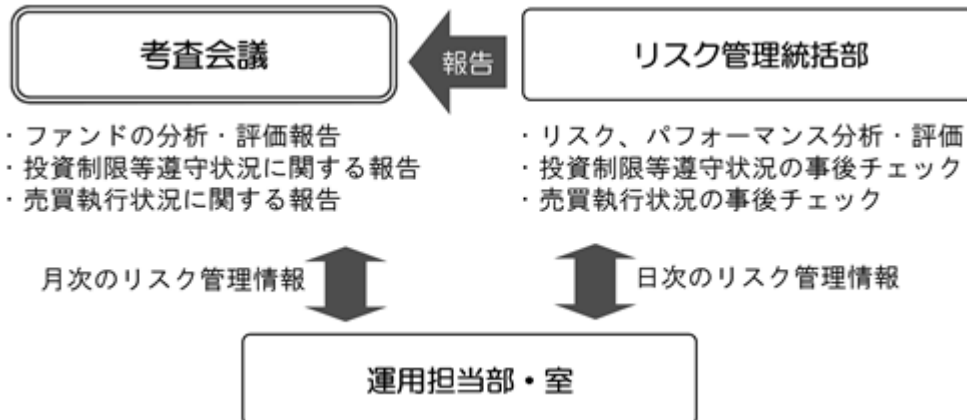 考査会議
報告
リスク管理統括部
・ファンドの分析・評価報告
・投資制限等遵守状況に関する報告
・売買執行状況に関する報告
・リスク、パフォーマンス分析・評価
・投資制限等遵守状況の事後チェック
・売買執行状況の事後チェック
月次のリスク管理情報
日次のリスク管理情報
運用担当部・室